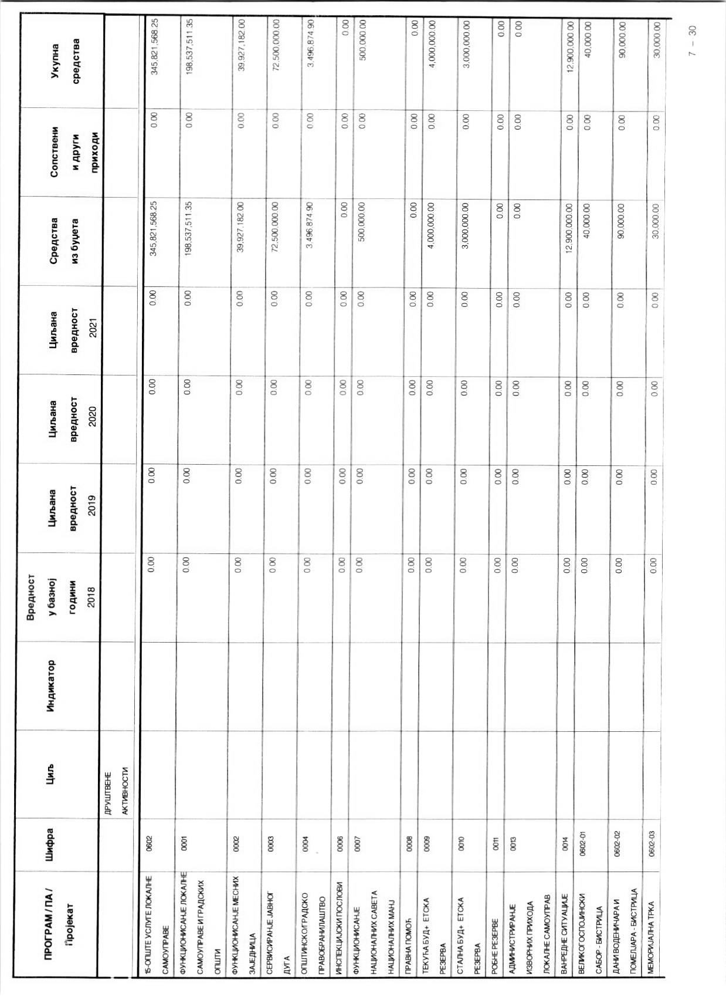 ПРОГРАМ / ПА / Пројекат | Шифра | Циљ | Индикатор | Вредност у базној години 2018 | Циљана вредност 2019 | Циљана вредност 2020 | Циљана вредност 2021 | Средства из буџета | Сопствени и други приходи | Укупна средства
ДРУШТВЕНЕ
АКТИВНОСТИ
15-ОПШТЕ УСЛУГЕ ЛОКАЛНЕ 0602 0.00 0.00 0.00 0.00 345,821,568.25 0.00 345,821,568.25
САМОУПРАВЕ
ФУНКЦИОНИСАЊЕ ЛОКАЛНЕ 0001 0.00 0.00 0.00 0.00 198,537,511.35 0.00 198,537,511.35
САМОУПРАВЕ И ГРАДСКИХ
ОПШТИ
ФУНКЦИОНИСАЊЕ МЕСНИХ 0002 0.00 0.00 0.00 0.00 39,927,182.00 0.00 39,927,182.00
ЗАЈЕДНИЦА
СЕРВИСИРАЊЕ ЈАВНОГ 0003 0.00 0.00 0.00 0.00 72,500,000.00 0.00 72,500,000.00
ДУГА
ОПШТИНСКО/ГРАДСКО 0004 0.00 0.00 0.00 0.00 3,496,874.90 0.00 3,496,874.90
ПРАВОБРАНИЛАШТВО
ИНСПЕКЦИЈСКИ ПОСЛОВИ 0006 0.00 0.00 0.00 0.00 0.00 0.00 0.00
ФУНКЦИОНИСАЊЕ 0007 0.00 0.00 0.00 0.00 500,000.00 0.00 500,000.00
НАЦИОНАЛНИХ САВЕТА
НАЦИОНАЛНИХ МАЊ
ПРАВНА ПОМОЋ 0008 0.00 0.00 0.00 0.00 0.00 0.00 0.00
ТЕКУЋА БУД+ ЕТСКА 0009 0.00 0.00 0.00 0.00 4,000,000.00 0.00 4,000,000.00
РЕЗЕРВА
СТАЛНА БУД+ ЕТСКА 0010 0.00 0.00 0.00 0.00 3,000,000.00 0.00 3,000,000.00
РЕЗЕРВА
РОБНЕ РЕЗЕРВЕ 0011 0.00 0.00 0.00 0.00 0.00 0.00 0.00
АДМИНИСТРИРАЊЕ 0013 0.00 0.00 0.00 0.00 0.00 0.00 0.00
ИЗВОРНИХ ПРИХОДА
ЛОКАЛНЕ САМОУПРАВ
ВАНРЕДНЕ СИТУАЦИЈЕ 0014 0.00 0.00 0.00 0.00 12,900,000.00 0.00 12,900,000.00
ВЕЛИКОГОСПОЈИНСКИ 0602-01 0.00 0.00 0.00 0.00 40,000.00 0.00 40,000.00
САБОР - БИСТРИЦА
ДАНИ ВОДЕНИЧАРА И 0602-02 0.00 0.00 0.00 0.00 90,000.00 0.00 90,000.00
ПОМЕЉАРА - БИСТРИЦА
МЕМОРИЈАЛНА ТРКА 0602-03 0.00 0.00 0.00 0.00 30,000.00 0.00 30,000.00
7 – 30